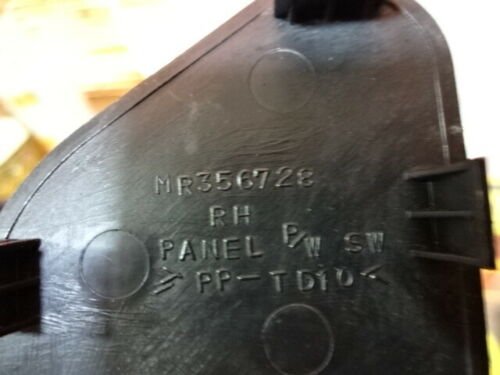 MR356728
RH
PANEL P/W SW
>PP-TD10<